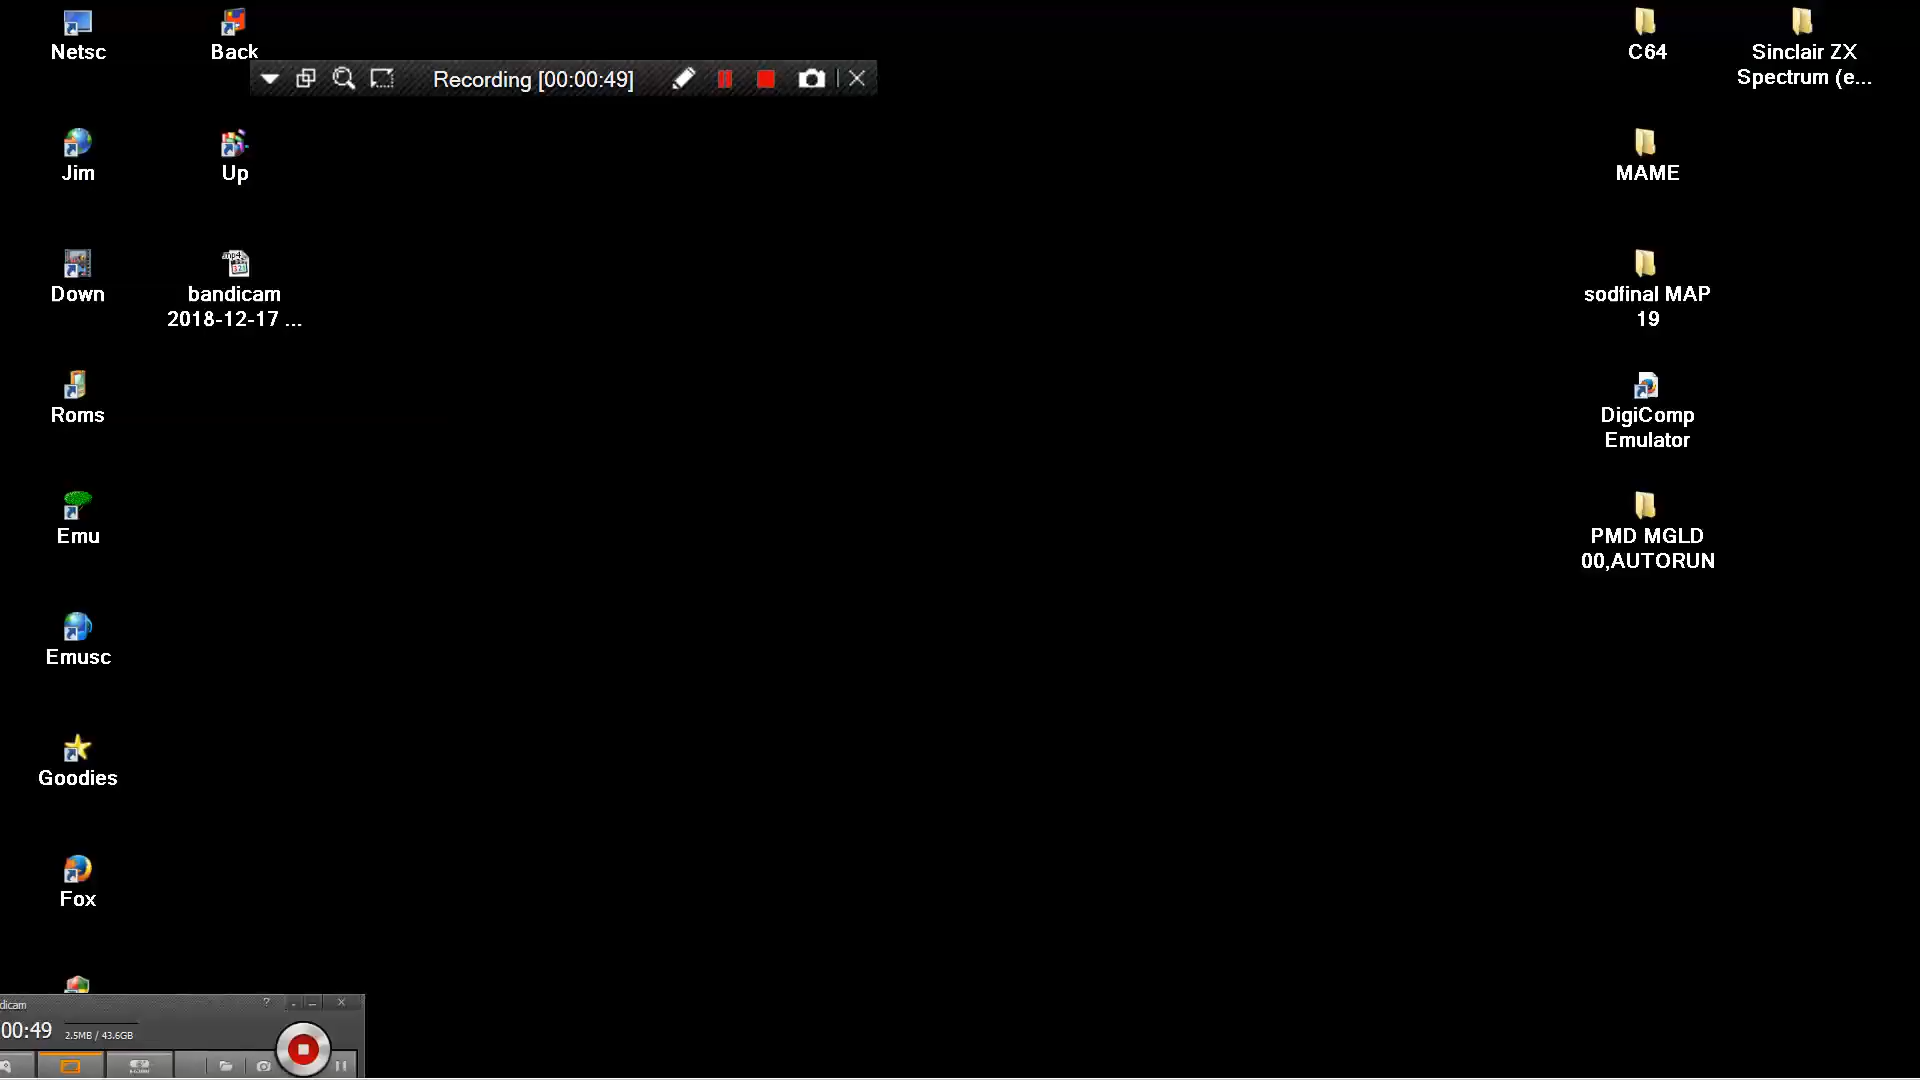 Netsc
Back
C64
Sinclair ZX
Spectrum (e...
Recording [00:00:49]
Jim
Up
MAME
Down
bandicam
2018-12-17 ...
sodfinal MAP
19
Roms
DigiComp
Emulator
Emu
PMD MGLD
00,AUTORUN
Emusc
Goodies
Fox
dicam
?
00:49
2.5MB / 43.6GB